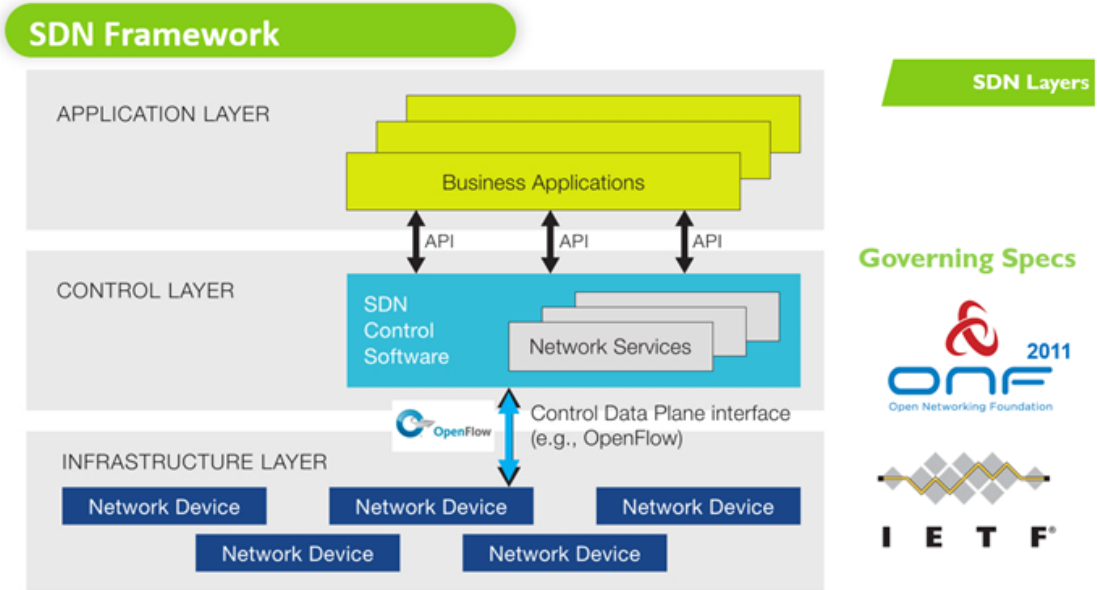 SDN Framework
SDN Layers
APPLICATION LAYER
Business Applications
API
API
API
CONTROL LAYER
SDN
Control
Software
Network Services
OpenFlow
Control Data Plane interface
(e.g., OpenFlow)
INFRASTRUCTURE LAYER
Network Device
Network Device
Network Device
Network Device
Network Device
Governing Specs
2011
ONF
Open Networking Foundation
I E T F®